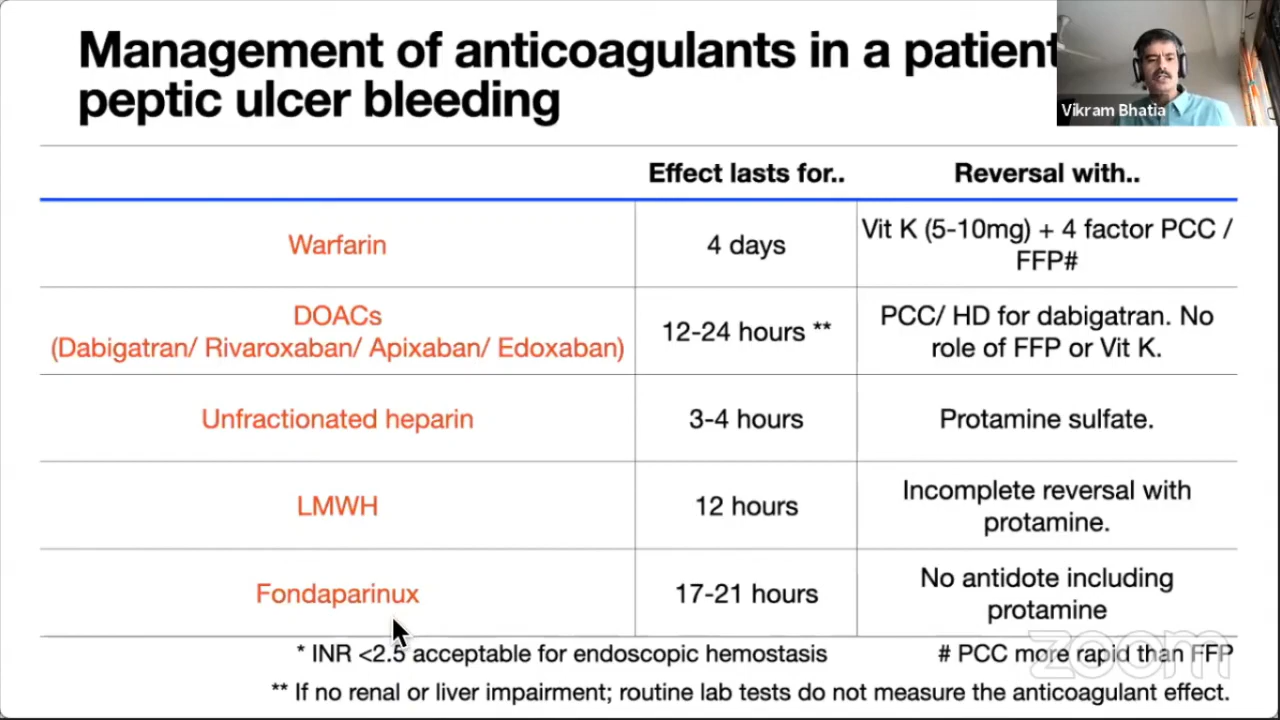 Management of anticoagulants in a patient
peptic ulcer bleeding
Vikram Bhatia
Effect lasts for..
Reversal with..
Warfarin
4 days
Vit K (5-10mg) + 4 factor PCC /
FFP#
DOACs
(Dabigatran/ Rivaroxaban/ Apixaban/ Edoxaban)
12-24 hours **
PCC/ HD for dabigatran. No
role of FFP or Vit K.
Unfractionated heparin
3-4 hours
Protamine sulfate.
LMWH
12 hours
Incomplete reversal with
protamine.
Fondaparinux
17-21 hours
No antidote including
protamine
* INR <2.5 acceptable for endoscopic hemostasis
# PCC more rapid than FFP
zoom
** If no renal or liver impairment; routine lab tests do not measure the anticoagulant effect.